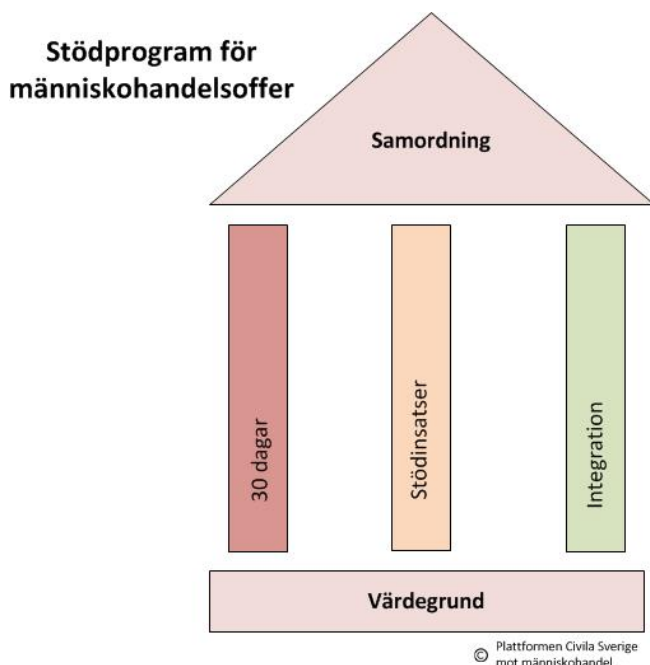 Stödprogram för
människohandelsoffer
Samordning
30 dagar
Stödinsatser
Integration
Värdegrund
© Plattformen Civila Sverige
mot människohandel